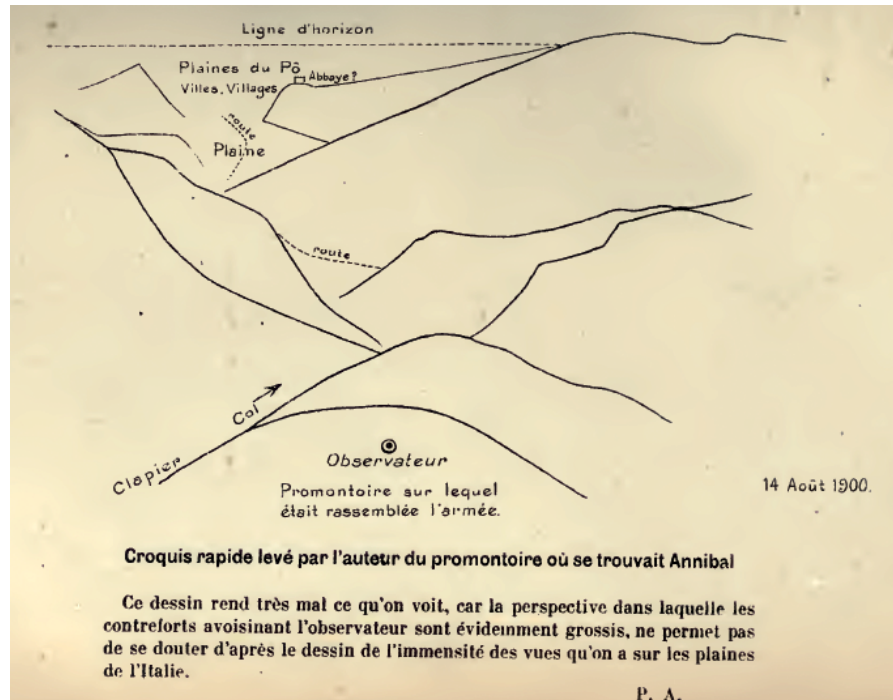 Ligne d'horizon
Plaines du Pô
Abbaye?
Villes, Villages
route
Plaine
route
Col
Clapier
Observateur
Promontoire sur lequel
était rassemblée l'armée.
14 Août 1900.
Croquis rapide levé par l'auteur du promontoire où se trouvait Annibal
Ce dessin rend très mal ce qu'on voit, car la perspective dans laquelle les
contreforts avoisinant l'observateur sont évidemment grossis, ne permet pas
de se douter d'après le dessin de l'immensité des vues qu'on a sur les plaines
de l'Italie.
P. A.